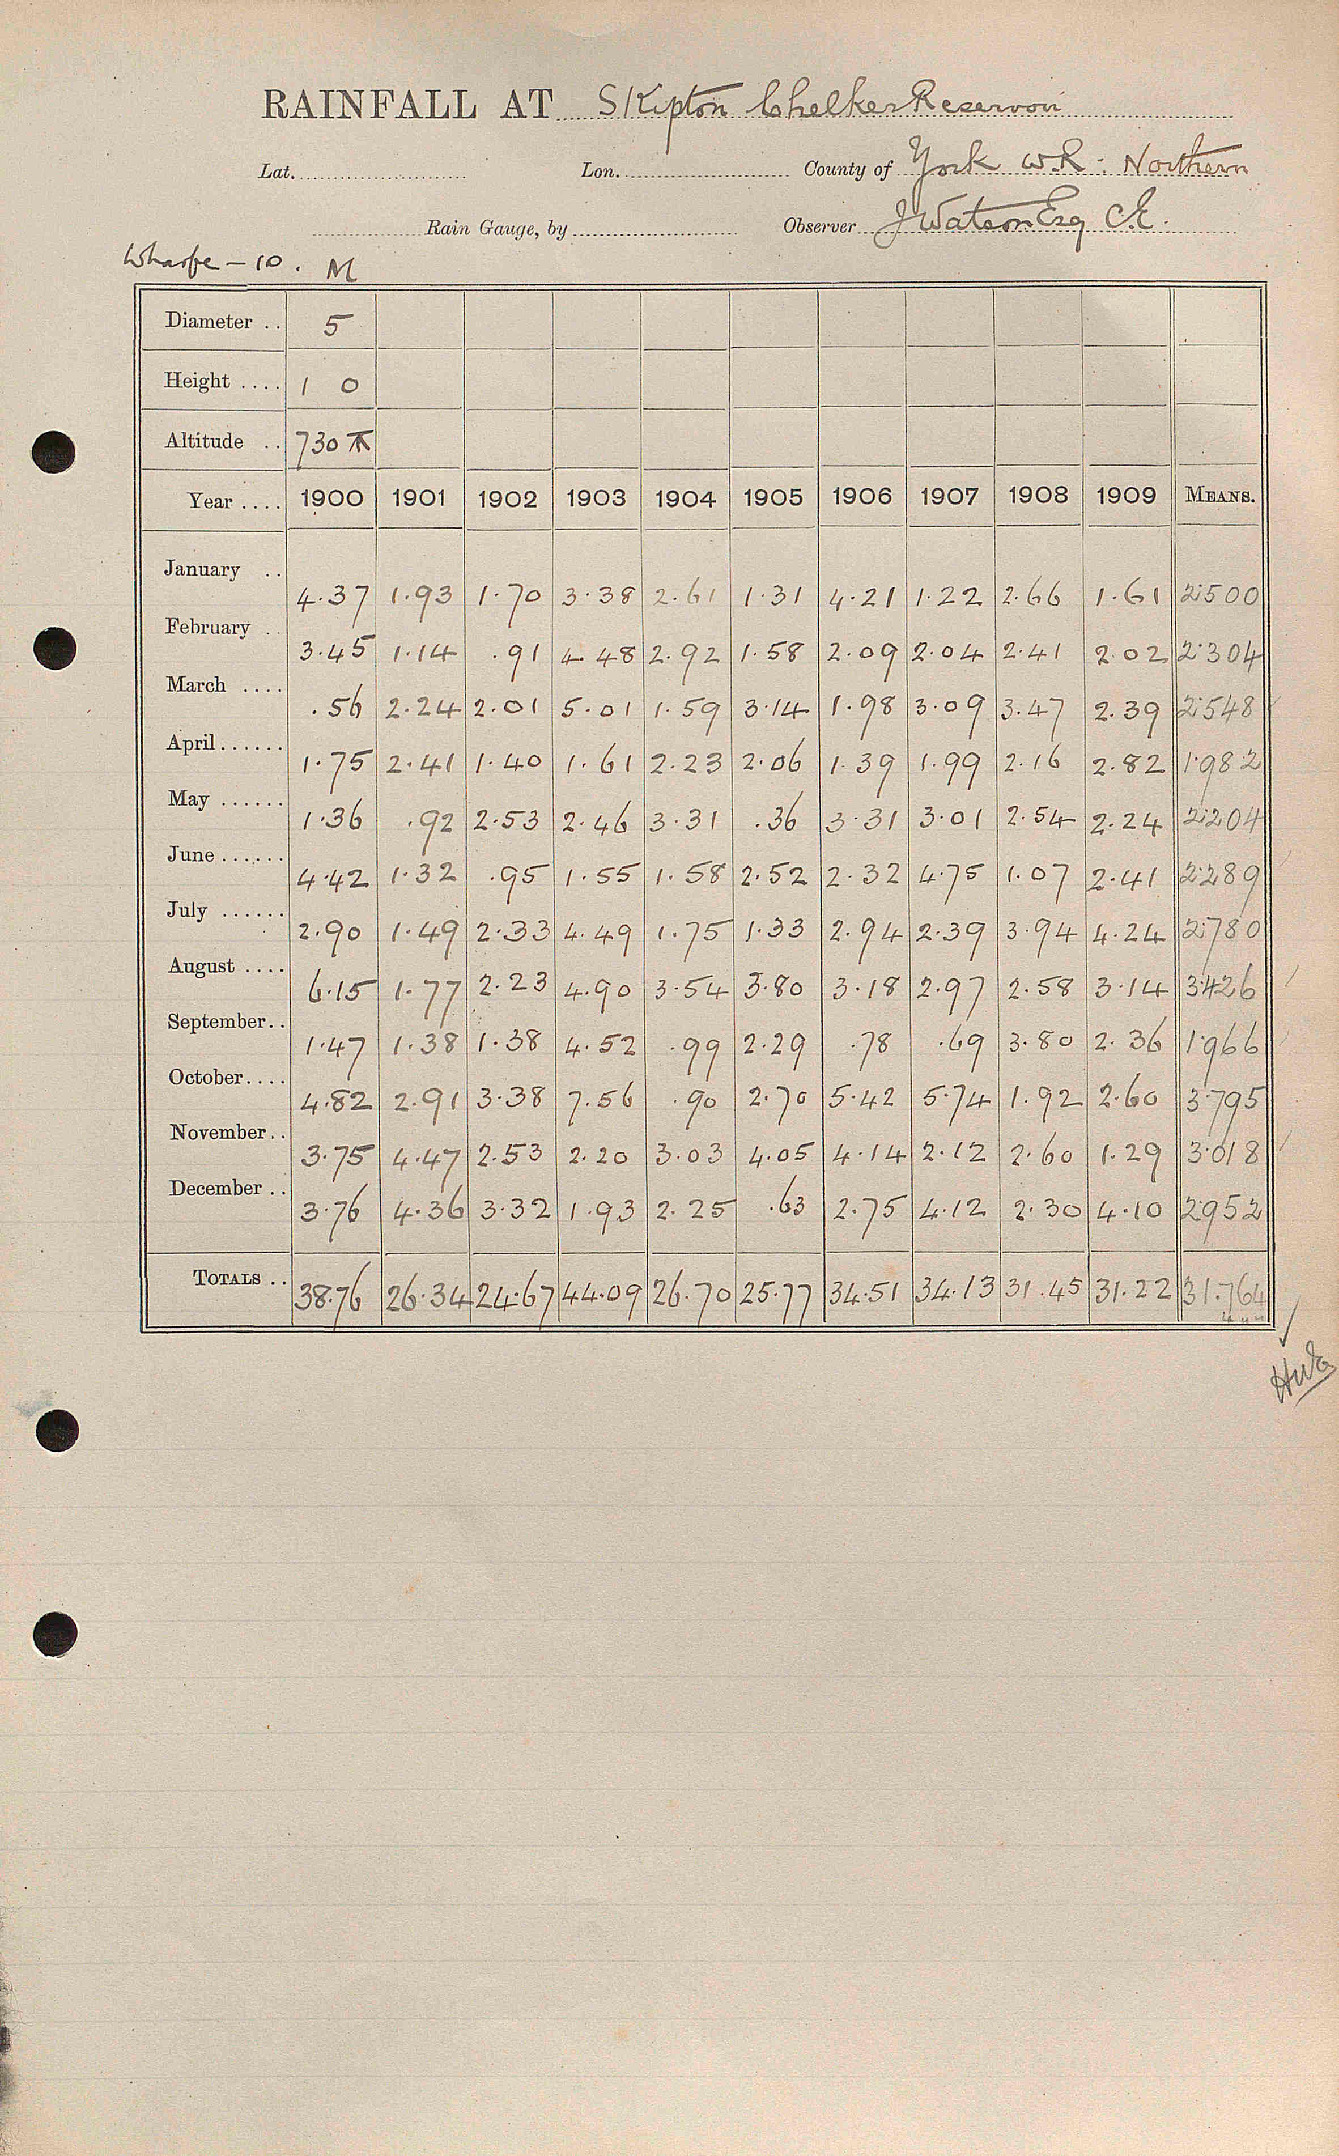 RAINFALL AT Skipton Chelker Reservoir
Lat. Lon. County of York W.R. Northern
Rain Gauge, by Observer J Watson Esq C.E.
Wharfe – 10. M
Diameter .. 5
Height .... 1 0
Altitude .. 730
Year .... 1900 1901 1902 1903 1904 1905 1906 1907 1908 1909 MEANS.
January .. 4.37 1.93 1.70 3.38 2.61 1.31 4.21 1.22 2.66 1.61 2.500
February .. 3.45 1.14 .91 4.48 2.92 1.58 2.09 2.04 2.41 2.02 2.304
March .... .56 2.24 2.01 5.01 1.59 3.14 1.98 3.09 3.47 2.39 2.548
April ...... 1.75 2.41 1.40 1.61 2.23 2.06 1.39 1.99 2.16 2.82 1.982
May ...... 1.36 .92 2.53 2.46 3.31 .36 3.31 3.01 2.54 2.24 2.204
June ...... 4.42 1.32 .95 1.55 1.58 2.52 2.32 4.75 1.07 2.41 2.289
July ...... 2.90 1.49 2.33 4.49 1.75 1.33 2.94 2.39 3.94 4.24 2.780
August .... 6.15 1.77 2.23 4.90 3.54 3.80 3.18 2.97 2.58 3.14 3.426
September.. 1.47 1.38 1.38 4.52 .99 2.29 .78 .69 3.80 2.36 1.966
October.... 4.82 2.91 3.38 7.56 .90 2.70 5.42 5.74 1.92 2.60 3.795
November.. 3.75 4.47 2.53 2.20 3.03 4.05 4.14 2.12 2.60 1.29 3.018
December .. 3.76 4.36 3.32 1.93 2.25 .63 2.75 4.12 2.30 4.10 2.952
TOTALS .. 38.76 26.34 24.67 44.09 26.70 25.77 34.51 34.13 31.45 31.22 31.764